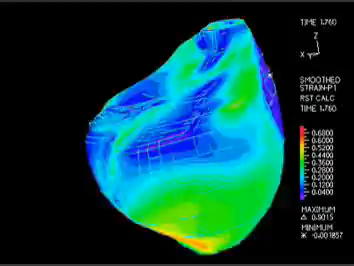 TIME 1.760
Z
X Y
SMOOTHED
STRAIN-P1
RST CALC
TIME 1.760
0.6800
0.6000
0.5200
0.4400
0.3600
0.2800
0.2000
0.1200
0.0400
MAXIMUM
0.9315
MINIMUM
-0.001857